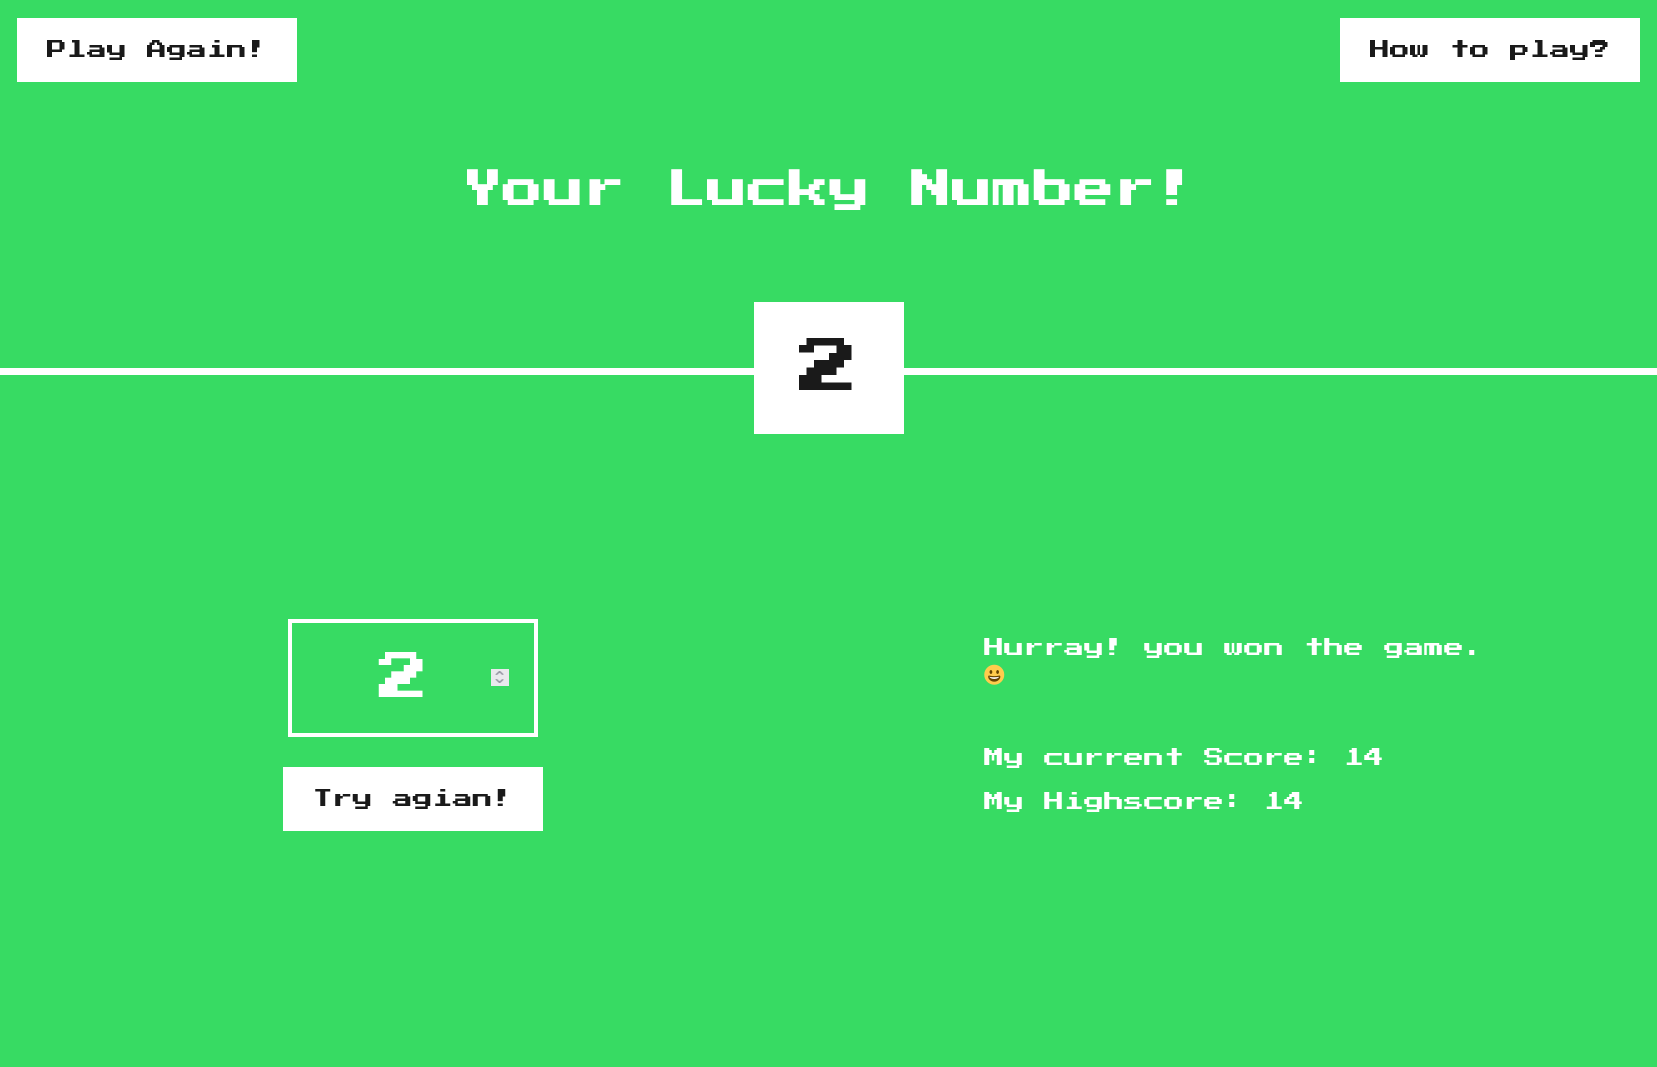 Play Again!
How to play?
Your Lucky Number!
2
2
Try agian!
Hurray! you won the game.
😀
My current Score: 14
My Highscore: 14